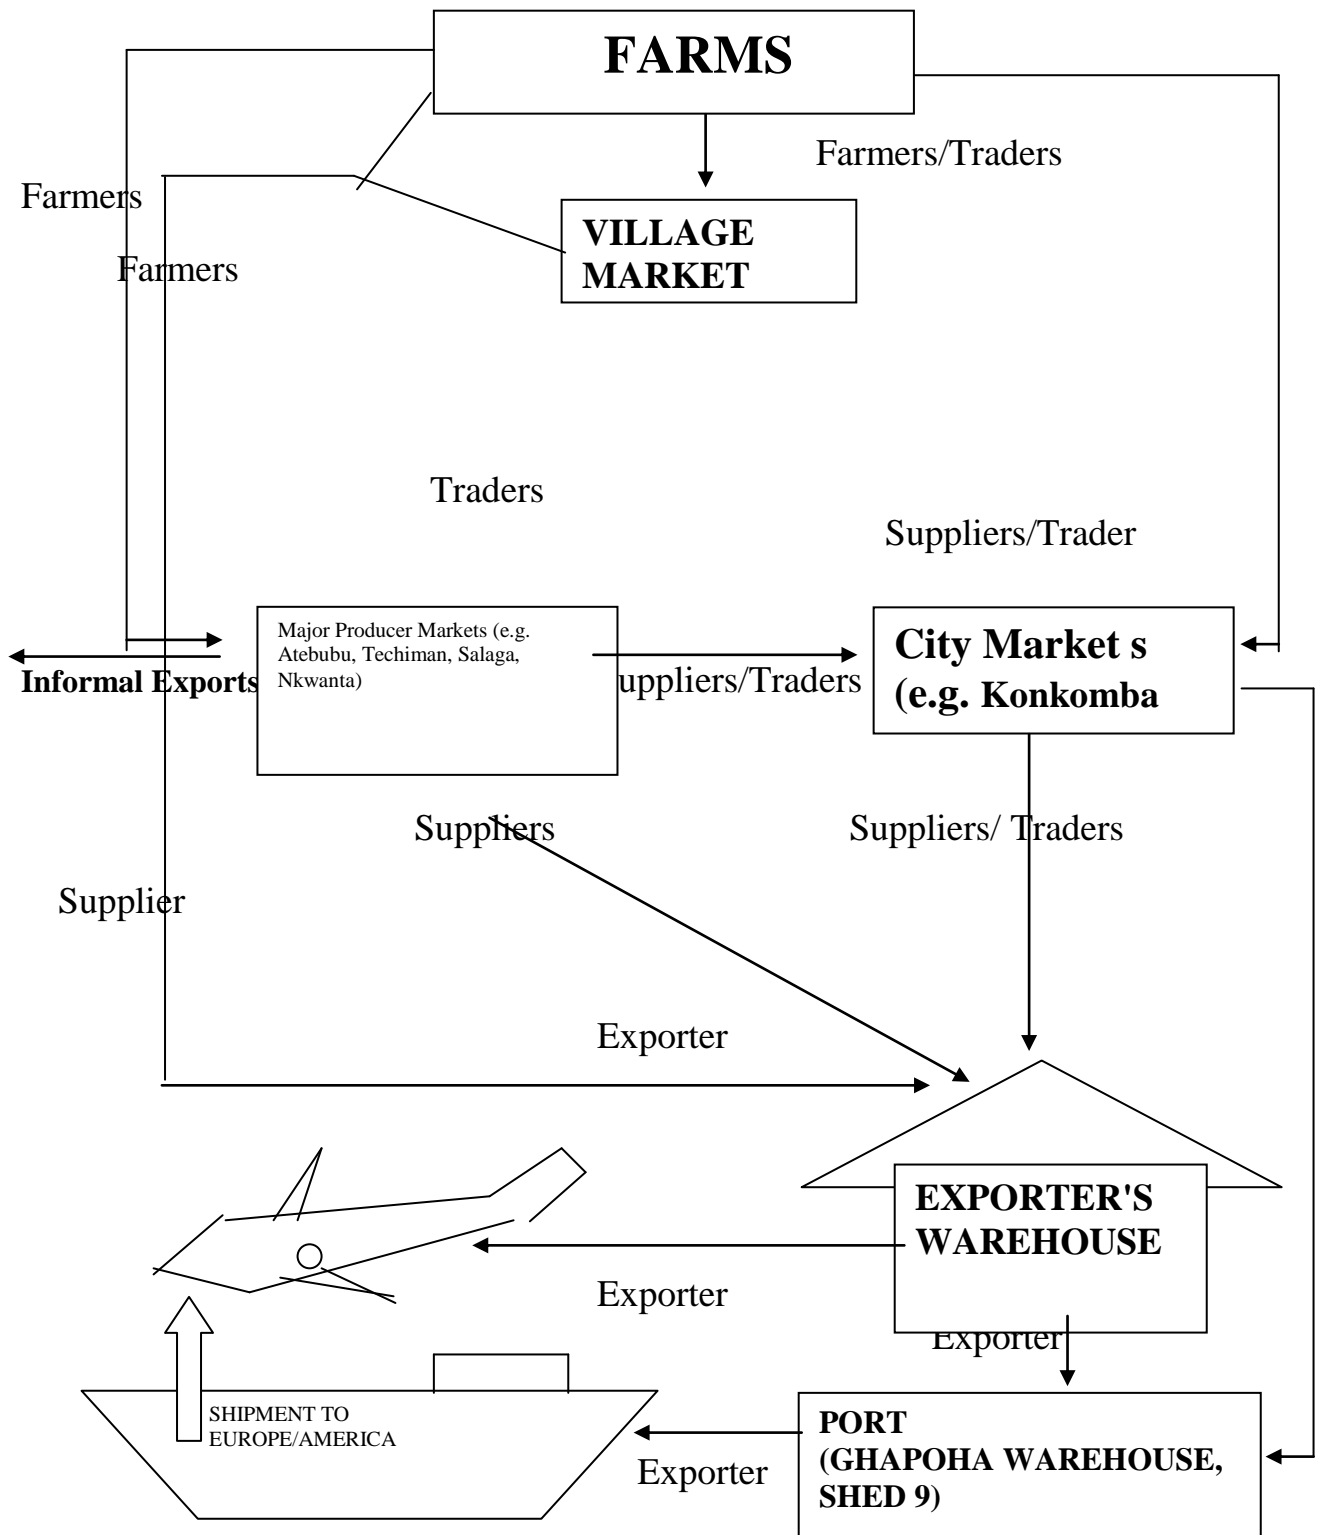 FARMS
Farmers/Traders
Farmers
VILLAGE
MARKET
Farmers
Traders
Suppliers/Trader
Major Producer Markets (e.g.
Atebubu, Techiman, Salaga,
Nkwanta)
City Market s
(e.g. Konkomba
Informal Exports
uppliers/Traders
Suppliers
Suppliers/ Traders
Supplier
Exporter
EXPORTER'S
WAREHOUSE
Exporter
Exporter
SHIPMENT TO
EUROPE/AMERICA
PORT
(GHAPOHA WAREHOUSE,
SHED 9)
Exporter